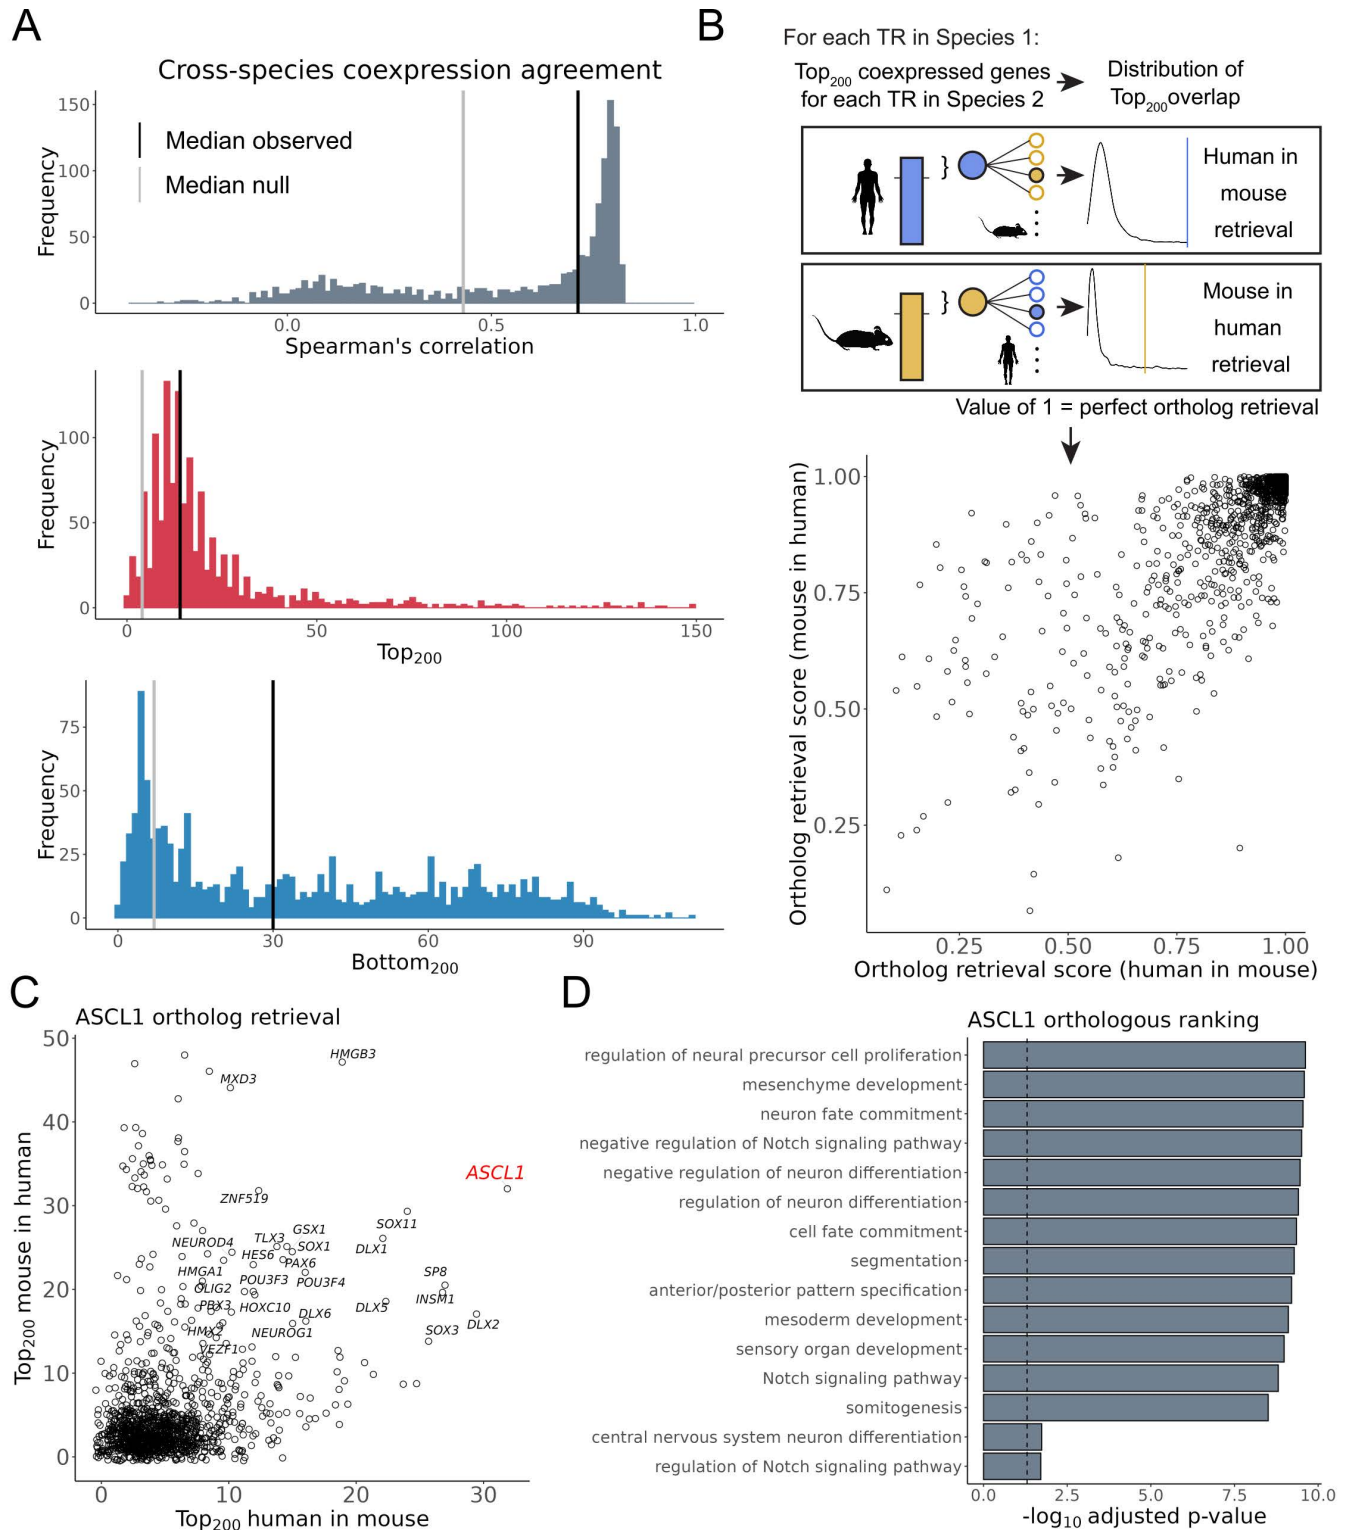 A
Cross-species coexpression agreement
Median observed
Median null
Frequency
150
100
50
0
0.0
0.5
1.0
Spearman's correlation
Frequency
100
50
0
0
50
100
150
Top200
Frequency
75
50
25
0
0
30
60
90
Bottom200
B
For each TR in Species 1:
Top200 coexpressed genes
for each TR in Species 2
Distribution of
Top200overlap
}
Human in
mouse
retrieval
}
Mouse in
human
retrieval
Value of 1 = perfect ortholog retrieval
Ortholog retrieval score (mouse in human)
1.00
0.75
0.50
0.25
0.25
0.50
0.75
1.00
Ortholog retrieval score (human in mouse)
C
ASCL1 ortholog retrieval
Top200 mouse in human
50
40
30
20
10
0
HMGB3
MXD3
ASCL1
ZNF519
SOX11
GSX1
TLX3
NEUROD4
SOX1
DLX1
HES6
PAX6
SP8
HMGA1
POU3F3
POU3F4
OLIG2
INSM1
PBX3
HOXC10
DLX6
DLX5
DLX2
HMX2
NEUROG1
SOX3
VEZF1
0
10
20
30
Top200 human in mouse
D
ASCL1 orthologous ranking
regulation of neural precursor cell proliferation
mesenchyme development
neuron fate commitment
negative regulation of Notch signaling pathway
negative regulation of neuron differentiation
regulation of neuron differentiation
cell fate commitment
segmentation
anterior/posterior pattern specification
mesoderm development
sensory organ development
Notch signaling pathway
somitogenesis
central nervous system neuron differentiation
regulation of Notch signaling pathway
0.0
2.5
5.0
7.5
10.0
-log10 adjusted p-value